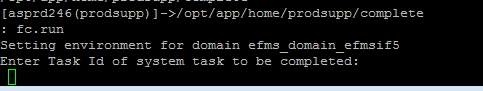 [asprd246(prodsupp)]->/opt/app/home/prodsupp/complete
: fc.run
Setting environment for domain efms_domain_efmsif5
Enter Task Id of system task to be completed: